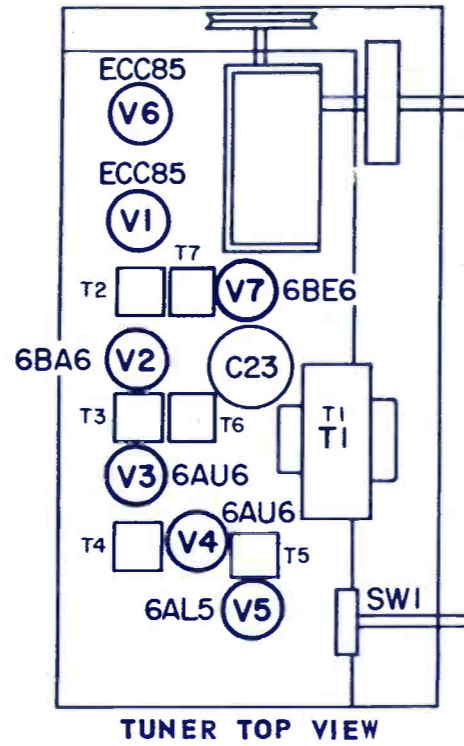 ECC85
V6
ECC85
V1
T7
T2
V7 6BE6
6BA6 V2
C23
T3
T6
T1
T1
V3 6AU6
6AU6
T4
V4
T5
6AL5 V5
SW1
TUNER TOP VIEW